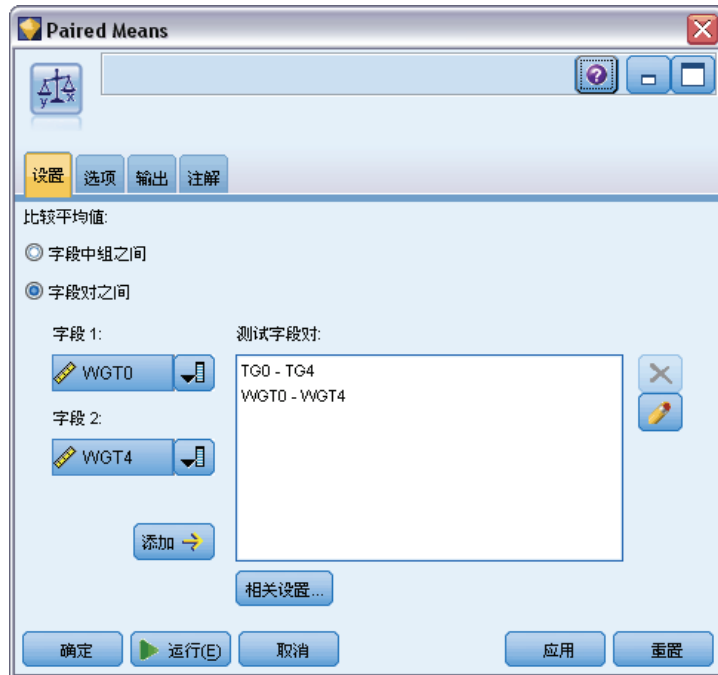 Paired Means
设置 选项 输出 注解
比较平均值:
字段中组之间
字段对之间
字段 1:
测试字段对:
WGT0
TG0 - TG4
WGT0 - WGT4
字段 2:
WGT4
添加
相关设置...
确定 运行(E) 取消 应用 重置